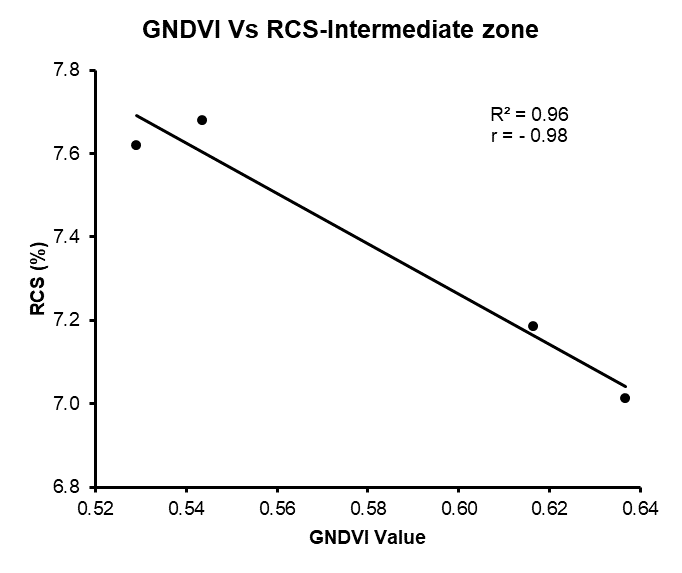 GNDVI Vs RCS-Intermediate zone
7.8
R² = 0.96
r = - 0.98
7.6
7.4
RCS (%)
7.2
7.0
6.8
0.52 0.54 0.56 0.58 0.60 0.62 0.64
GNDVI Value